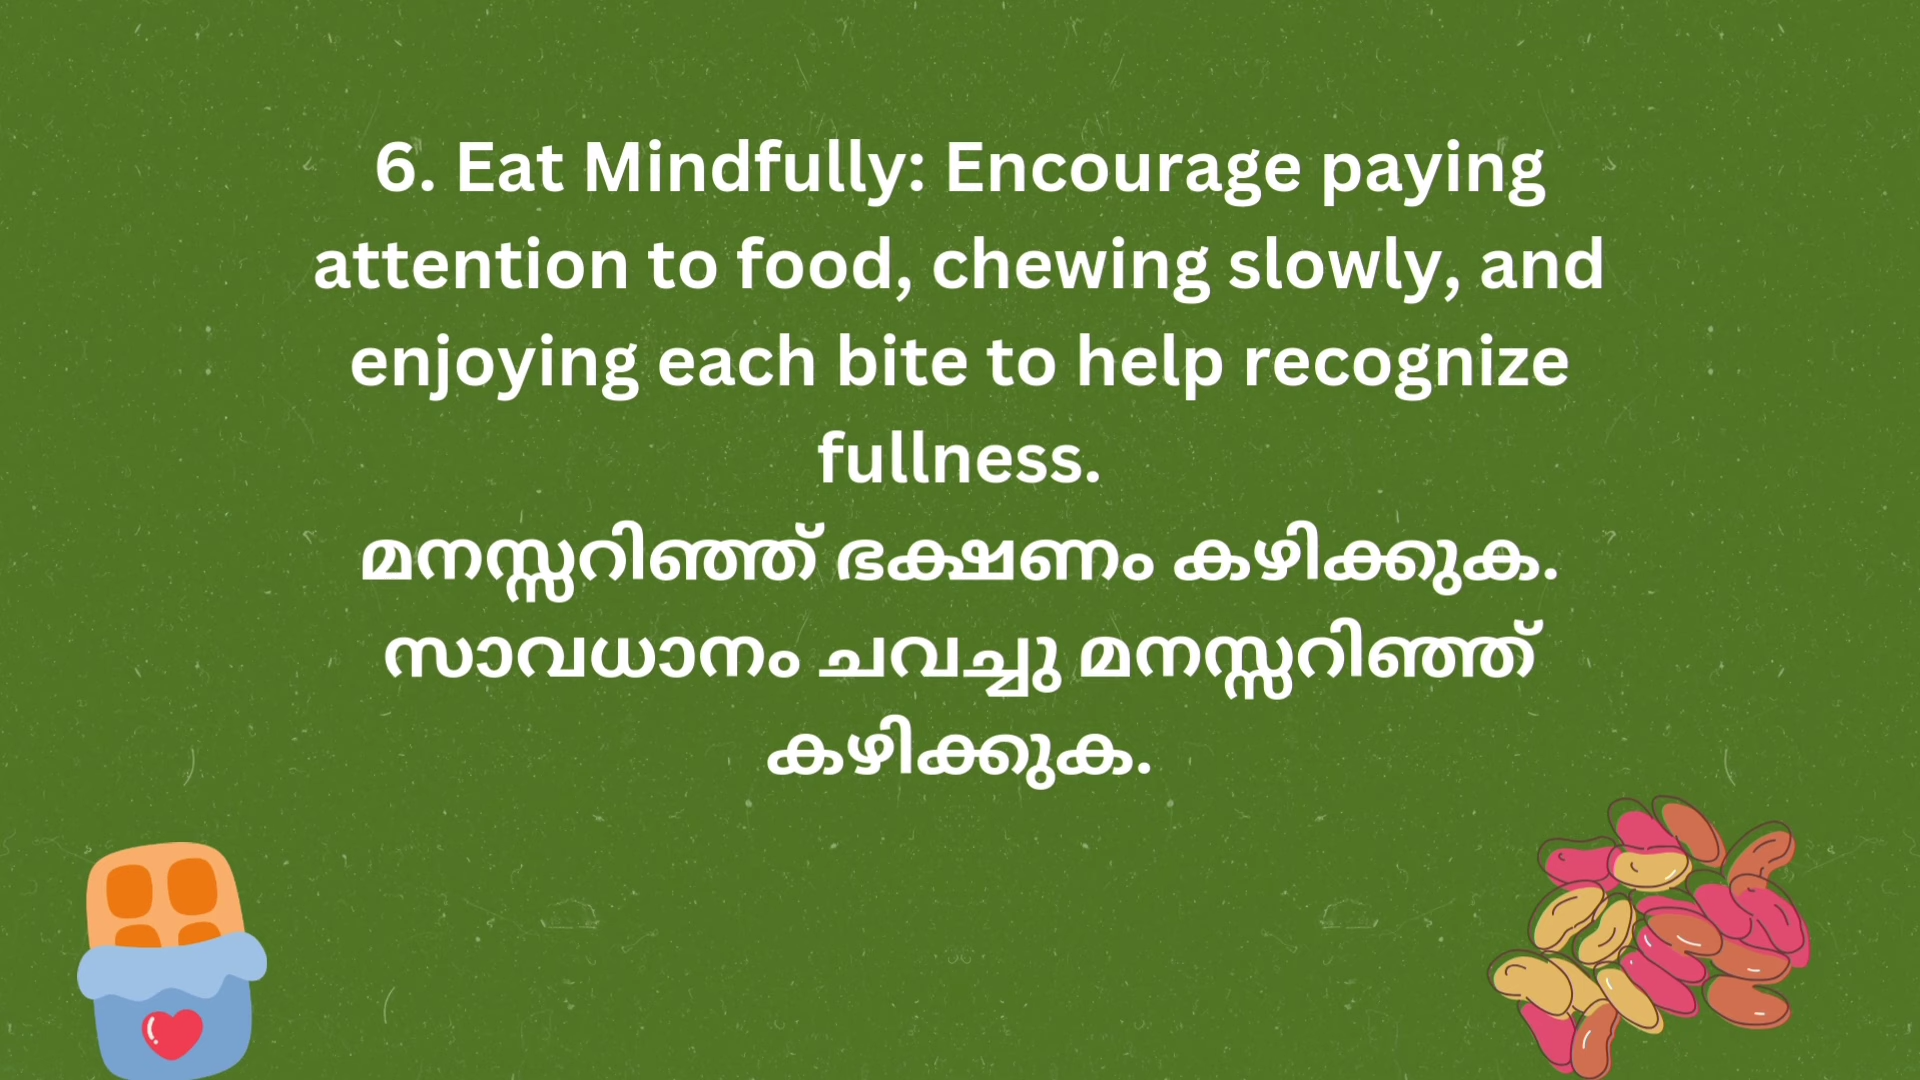 6. Eat Mindfully: Encourage paying
attention to food, chewing slowly, and
enjoying each bite to help recognize
fullness.
മനസ്സറിഞ്ഞ് ഭക്ഷണം കഴിക്കുക.
സാവധാനം ചവച്ചു മനസ്സറിഞ്ഞ്
കഴിക്കുക.